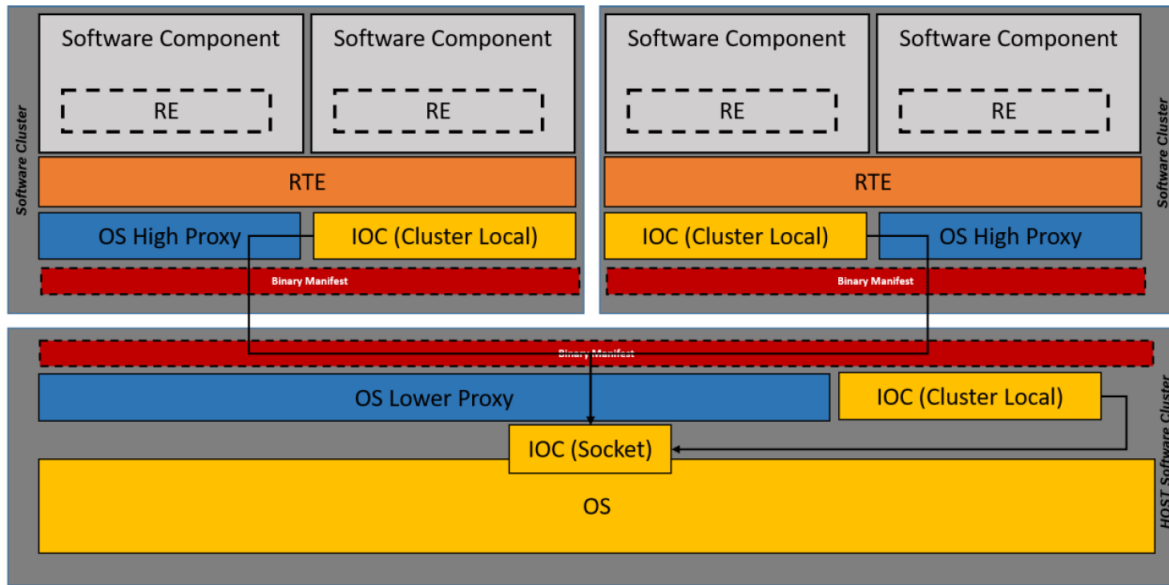 Software Component
Software Component
RE
RE
RTE
OS High Proxy
IOC (Cluster Local)
Binary Manifest
Software Cluster
Software Component
Software Component
RE
RE
RTE
IOC (Cluster Local)
OS High Proxy
Binary Manifest
Software Cluster
Binary Manifest
OS Lower Proxy
IOC (Cluster Local)
IOC (Socket)
OS
HOST Software Cluster